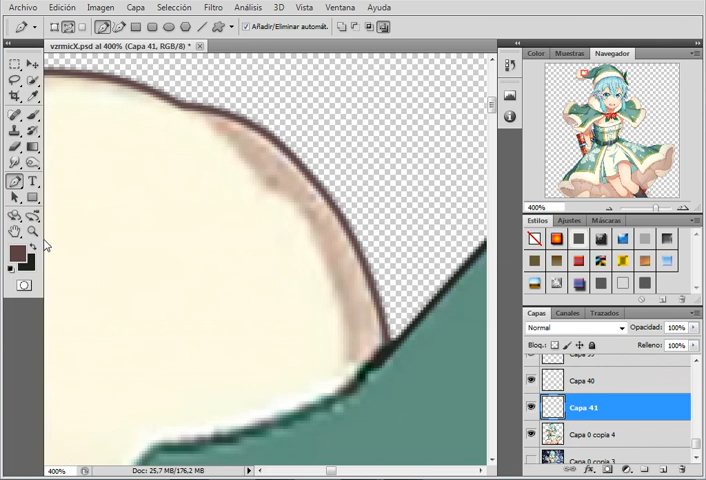 Archivo Edición Imagen Capa Selección Filtro Análisis 3D Vista Ventana Ayuda
Añadir/Eliminar automát.
vzrmicX.psd al 400% (Capa 41, RGB/8) *
Color Muestras Navegador
400%
Estilos Ajustes Máscaras
Capas Canales Trazados
Normal Opacidad: 100%
Bloq.: Relleno: 100%
Capa 40
Capa 41
Capa 0 copia 4
Capa 0 copia 3
400% Doc: 25,7 MB/176,2 MB